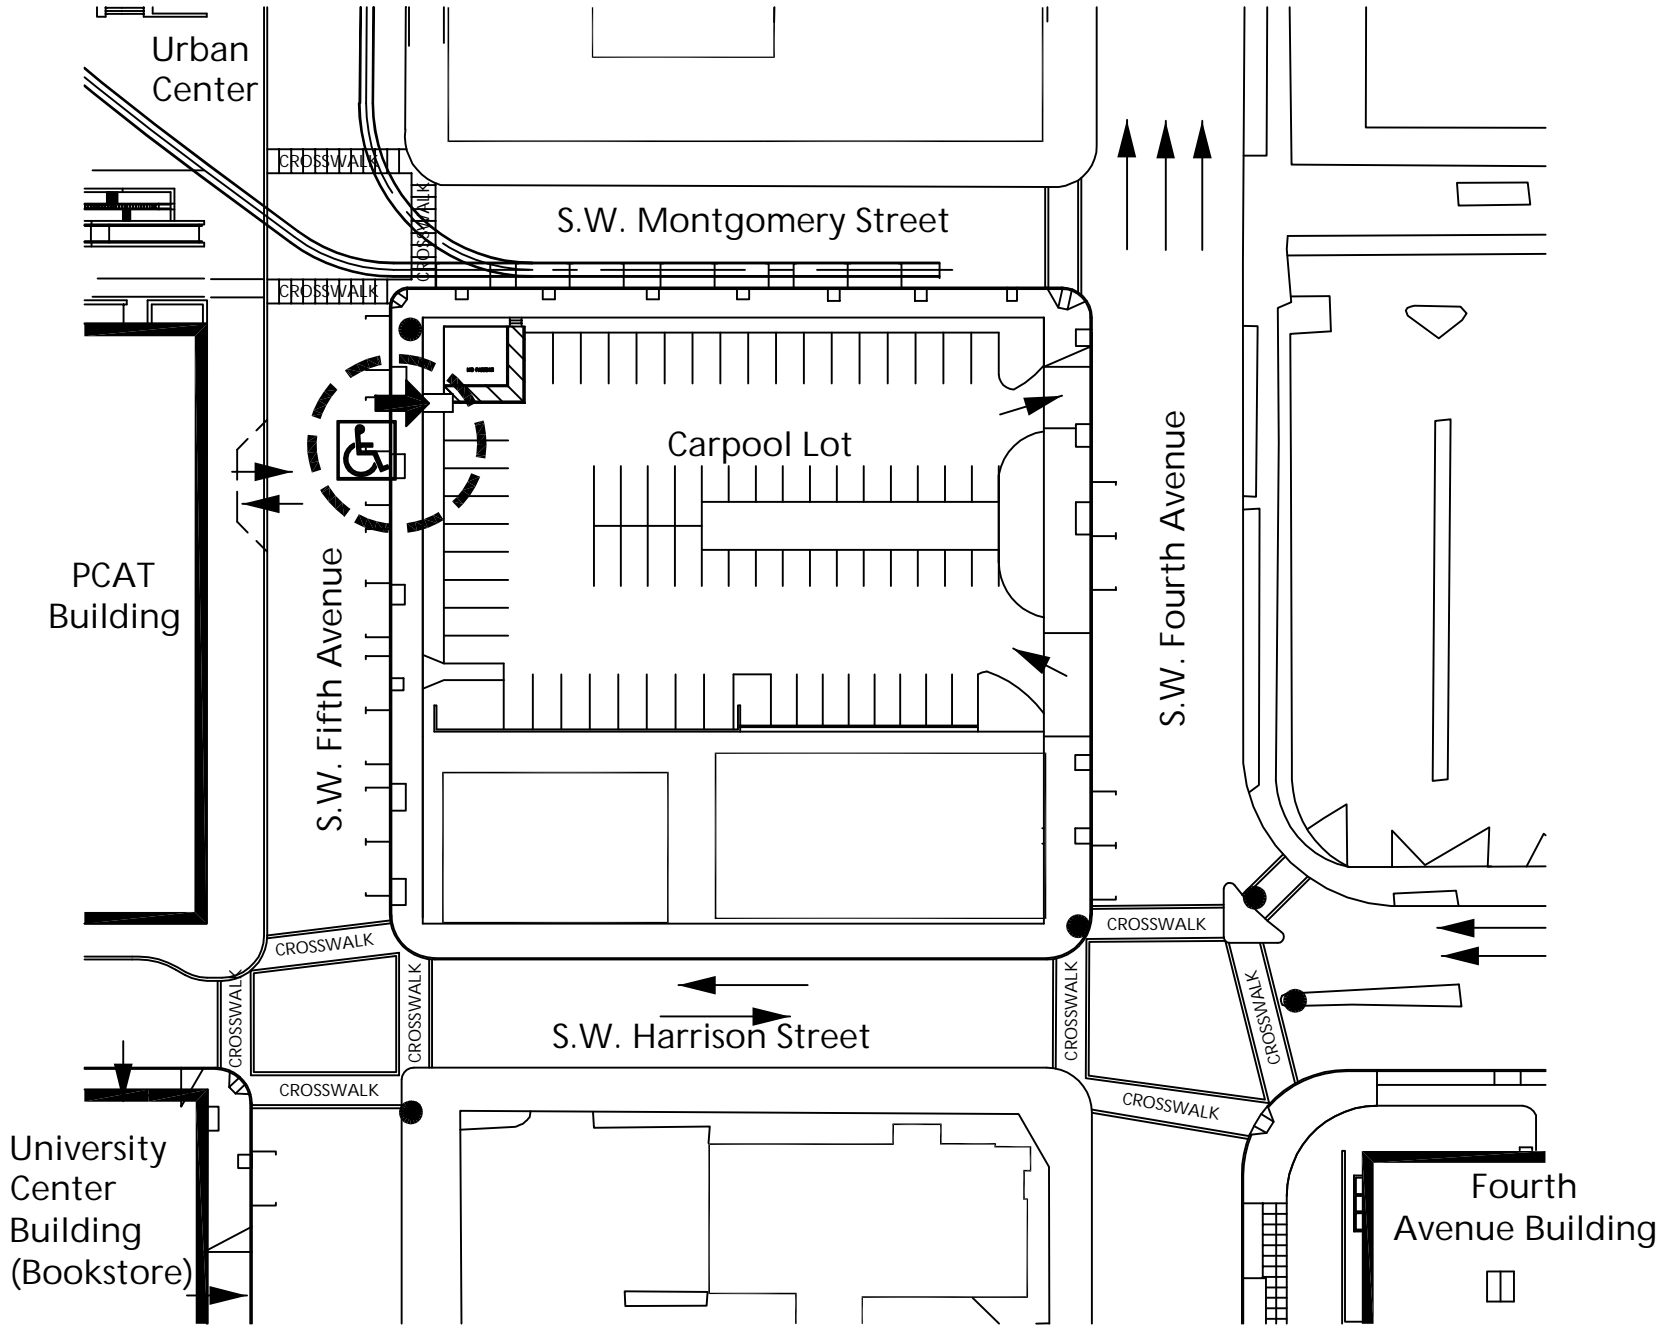 Urban
Center
CROSSWALK
CROSSWALK
S.W. Montgomery Street
CROSSWALK
Carpool Lot
PCAT
Building
S.W. Fifth Avenue
S.W. Fourth Avenue
CROSSWALK
CROSSWALK
CROSSWALK
CROSSWALK
CROSSWALK
CROSSWALK
S.W. Harrison Street
CROSSWALK
CROSSWALK
University
Center
Building
(Bookstore)
Fourth
Avenue Building